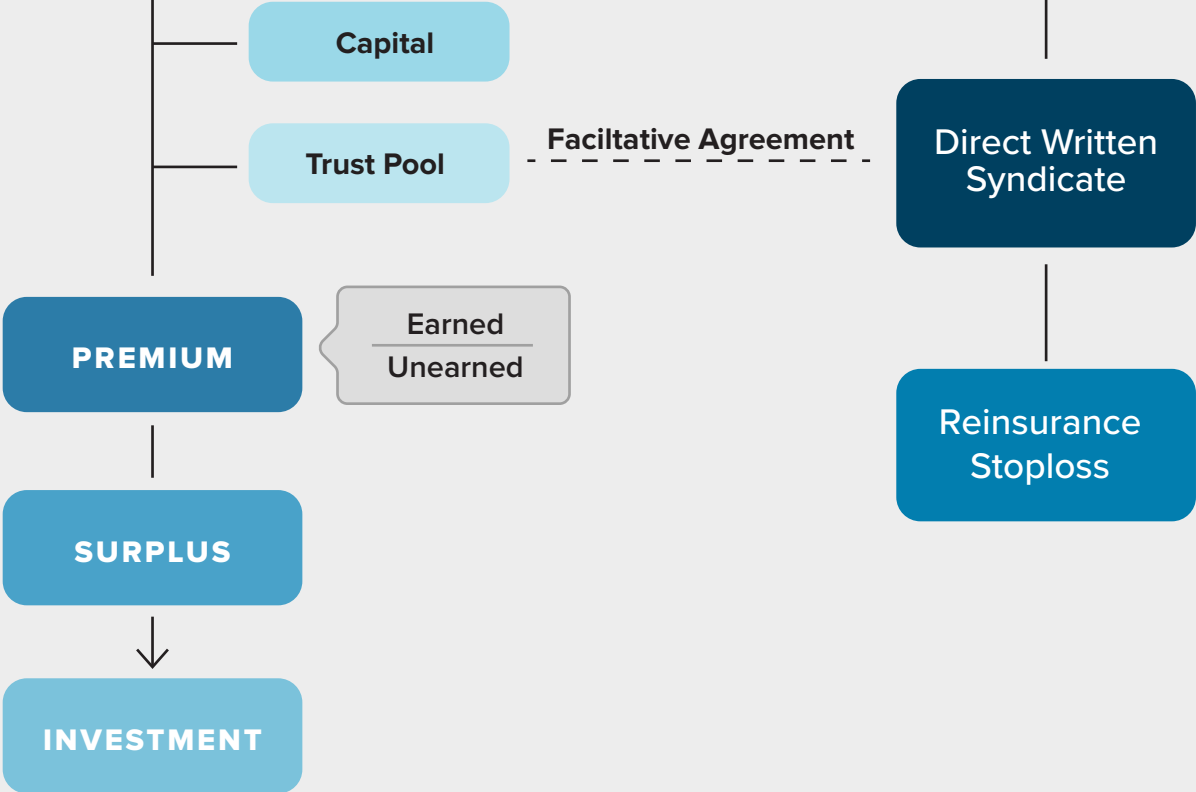 Capital
Trust Pool
Faciltative Agreement
Direct Written
Syndicate
PREMIUM
Earned
Unearned
Reinsurance
Stoploss
SURPLUS
INVESTMENT